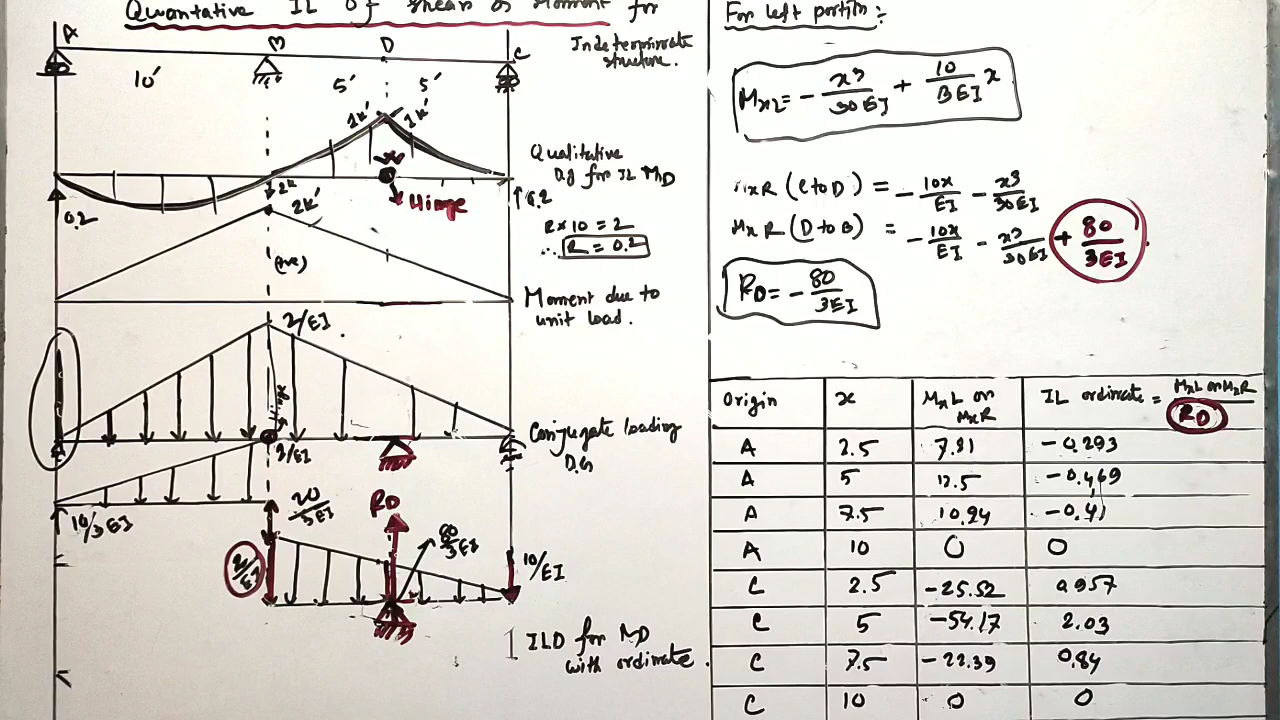 Quantative IL of shear or Moment for
Indeterminate
structure.
A
B
D
C
10'
5'
5'
1k'
1k'
Qualitative
Dg for IL MD
0.2
2k
2k'
Hinge
0.2
R x 10 = 2
∴ R = 0.2
(+ve)
Moment due to
unit load.
2/EI
Hinge
2/EI
Conjugate loading
DG
10/3EI
20/3EI
RD
80/3EI
2/EI
10/EI
ILD for MD
with ordinate.
For left portion:-
MxL = - x³/30EI + 10/3EI x
MxR (C to D) = - 10x/EI - x³/30EI
MxR (D to B) = - 10x/EI - x³/30EI + 80/3EI
RD = - 80/3EI
Origin | x | MxL or MxR | IL ordinate = MxL or MxR / RD
A | 2.5 | 7.81 | -0.293
A | 5 | 12.5 | -0.469
A | 7.5 | 10.94 | -0.41
A | 10 | 0 | 0
C | 2.5 | -25.52 | 0.957
C | 5 | -54.17 | 2.03
C | 7.5 | -22.39 | 0.84
C | 10 | 0 | 0